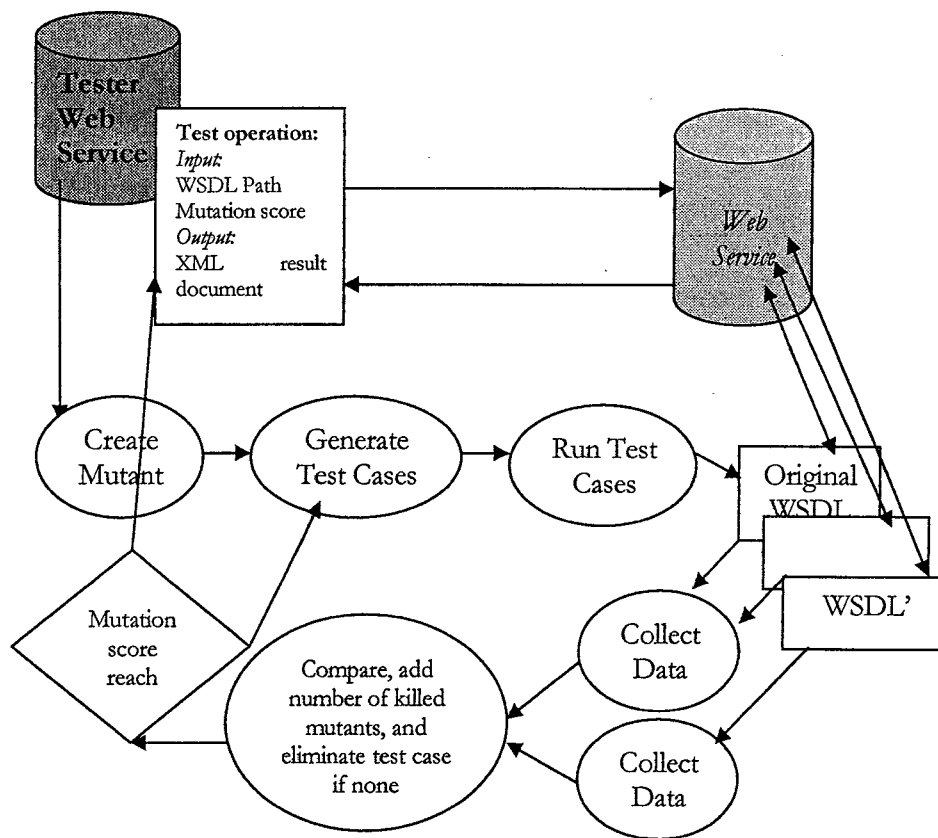 Tester
Web
Service
Test operation:
Input:
WSDL Path
Mutation score
Output:
XML result
document
Web
Service
Create
Mutant
Generate
Test Cases
Run Test
Cases
Original
WSDL
WSDL’
Mutation
score
reach
Compare, add
number of killed
mutants, and
eliminate test case
if none
Collect
Data
Collect
Data